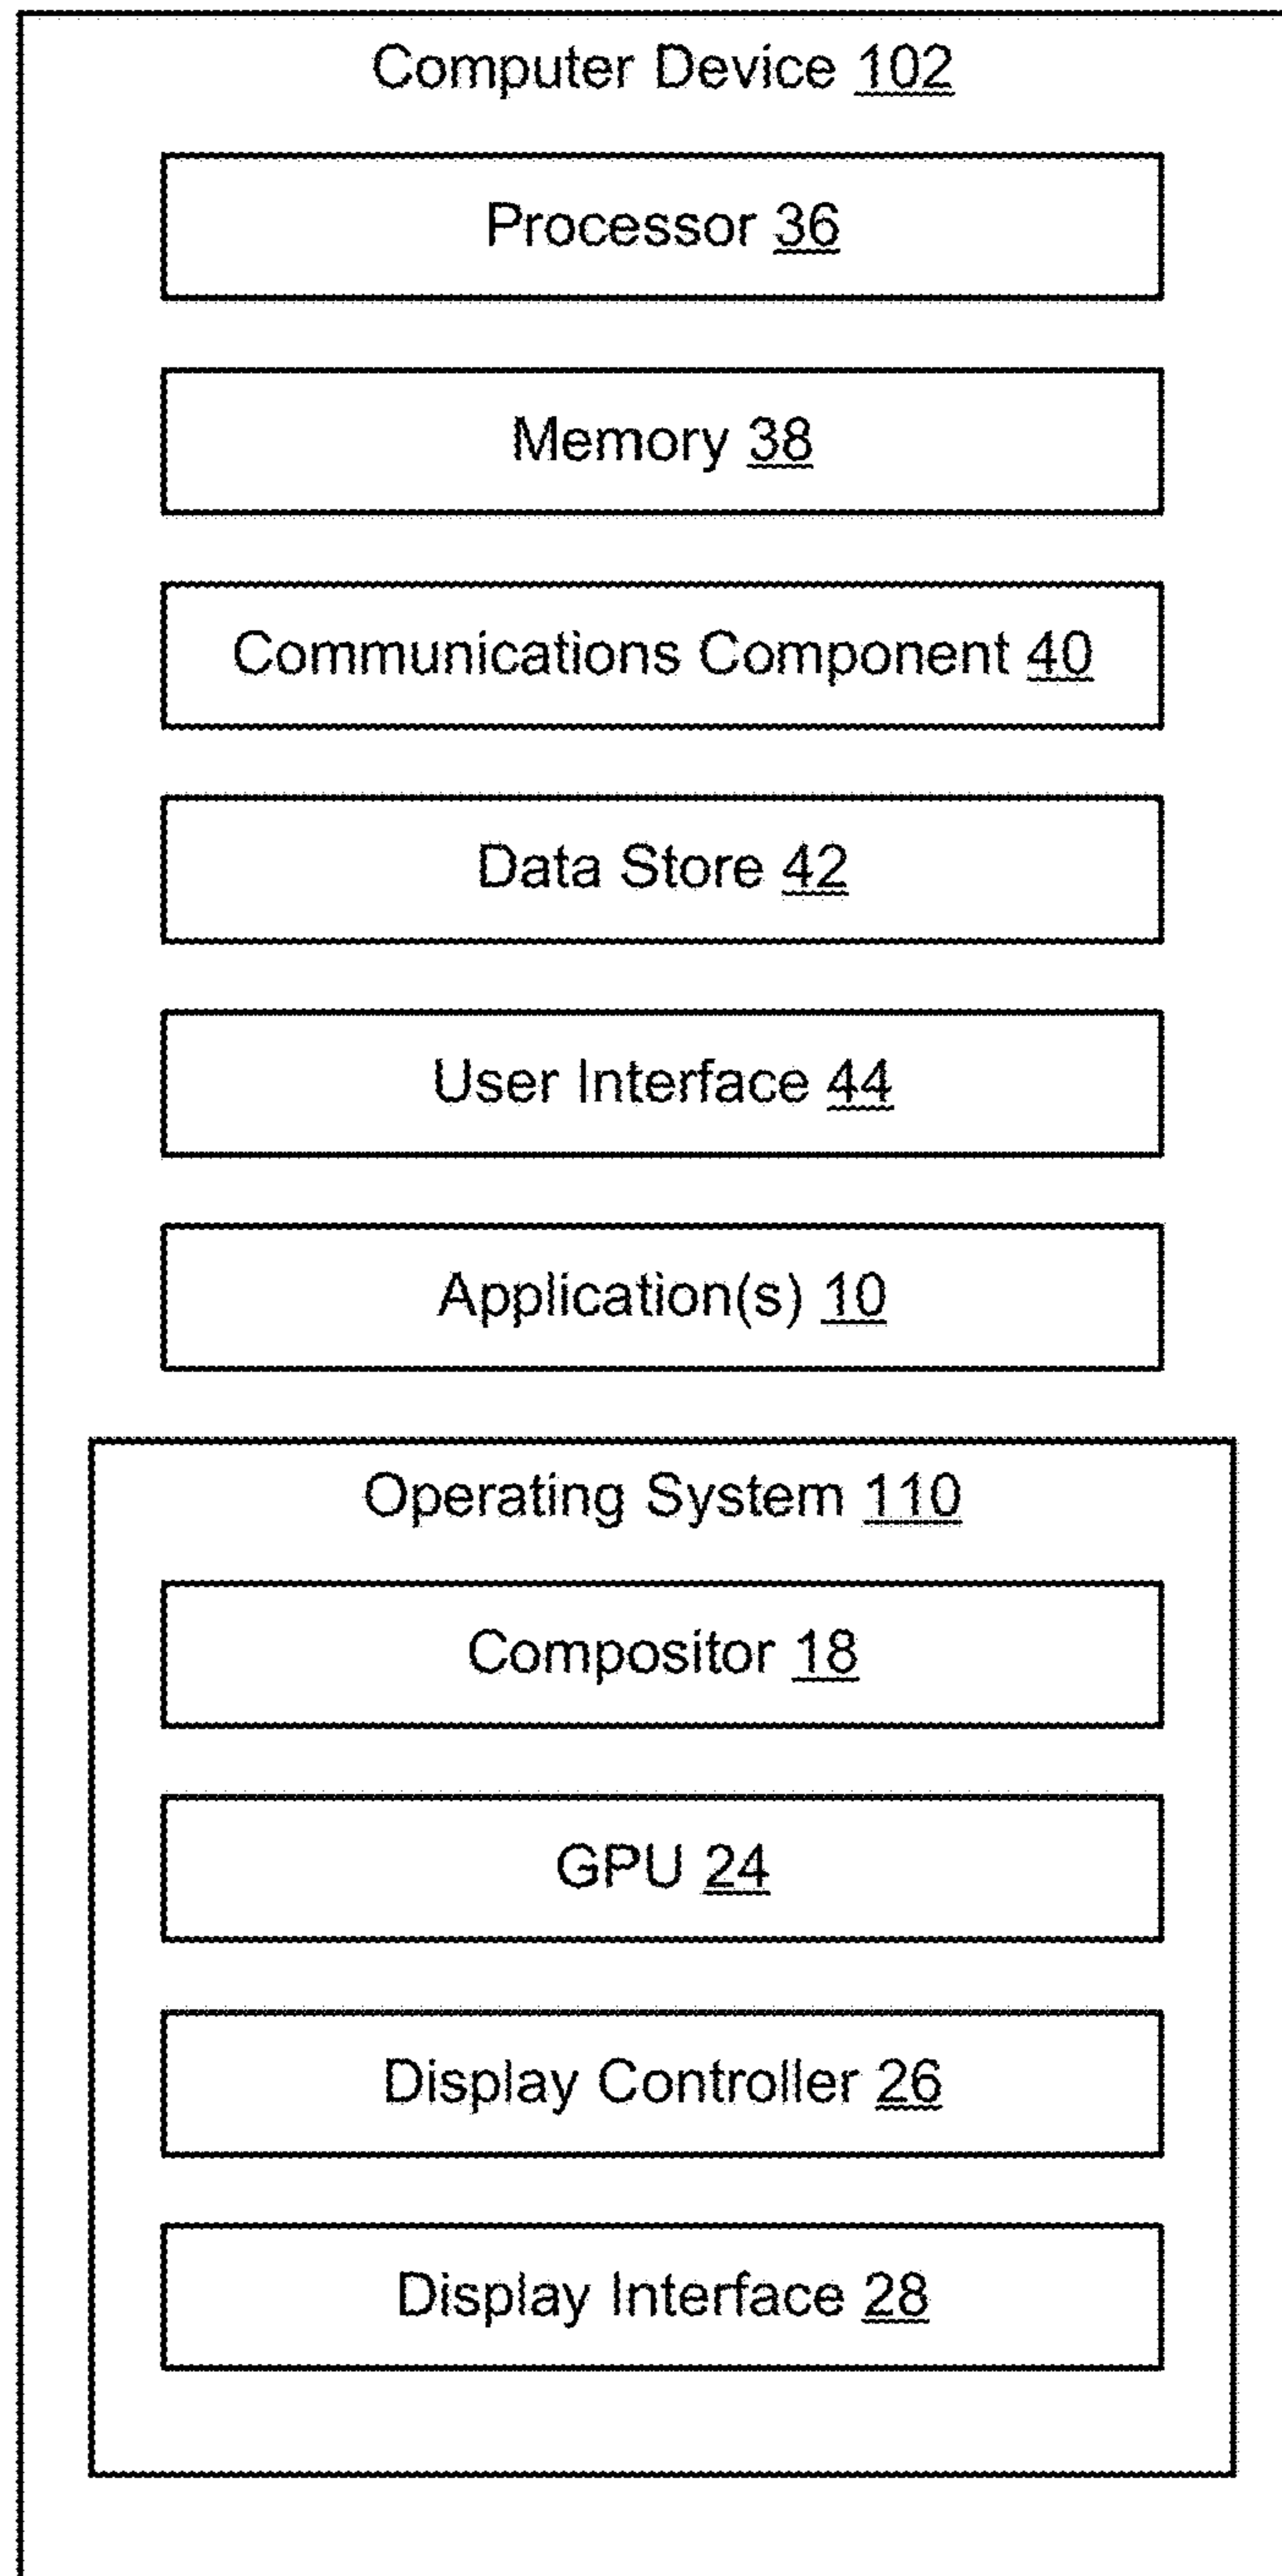 Computer Device 102
Processor 36
Memory 38
Communications Component 40
Data Store 42
User Interface 44
Application(s) 10
Operating System 110
Compositor 18
GPU 24
Display Controller 26
Display Interface 28